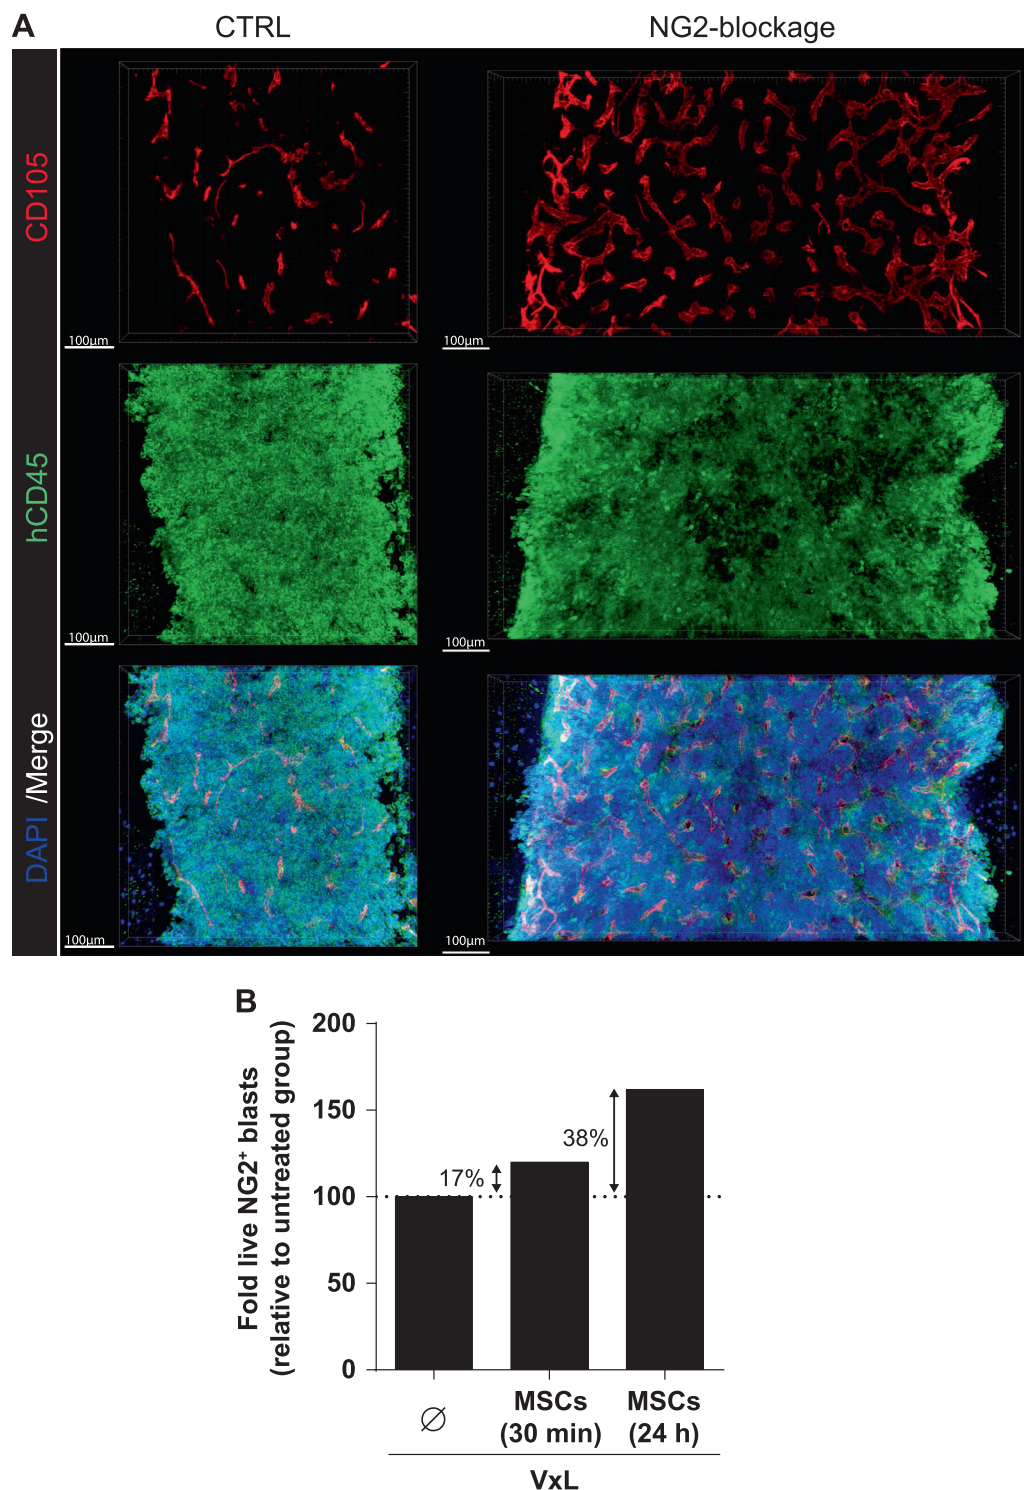 A
CTRL
NG2-blockage
CD105
100µm
100µm
hCD45
100µm
100µm
DAPI /Merge
100µm
100µm
B
Fold live NG2⁺ blasts
(relative to untreated group)
200
150
100
50
0
17%
38%
∅
MSCs
(30 min)
MSCs
(24 h)
VxL